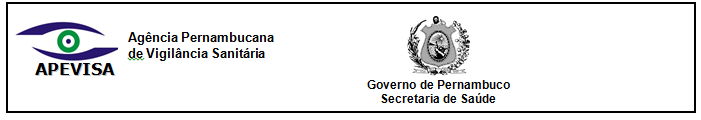 Agência Pernambucana
de Vigilância Sanitária
APEVISA
Governo de Pernambuco
Secretaria de Saúde